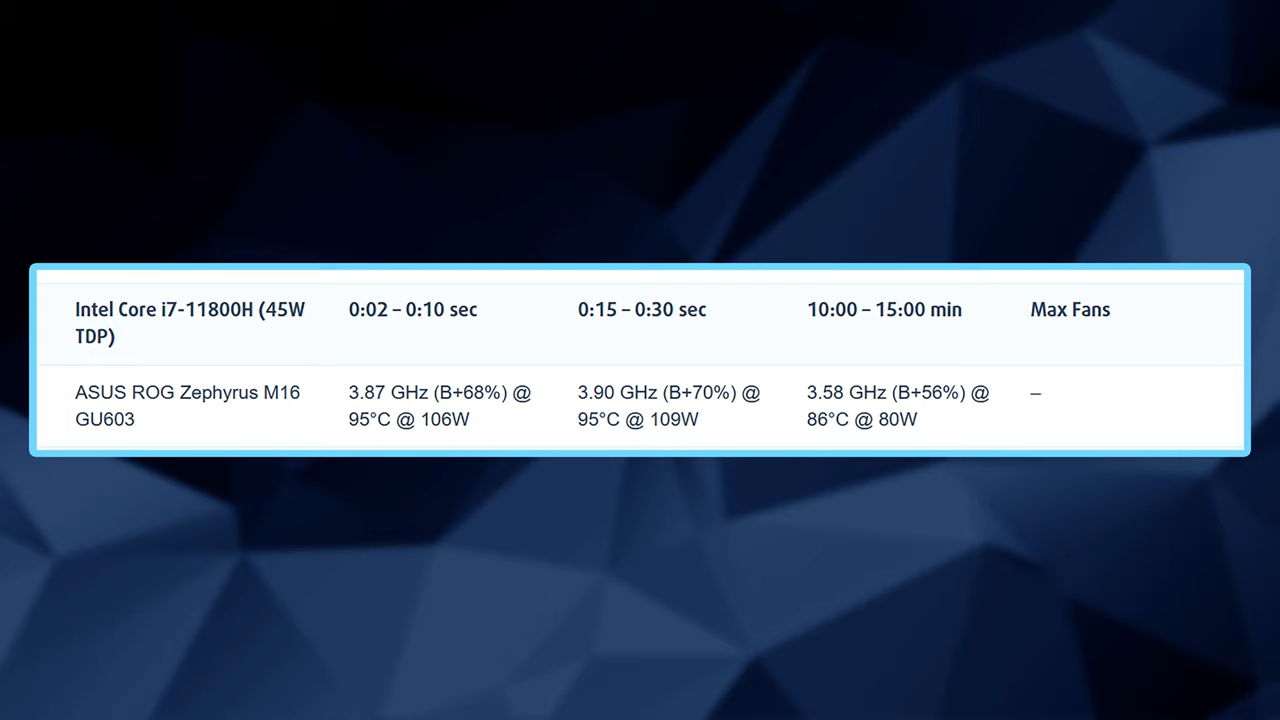 Intel Core i7-11800H (45W TDP)
0:02 – 0:10 sec
0:15 – 0:30 sec
10:00 – 15:00 min
Max Fans
ASUS ROG Zephyrus M16 GU603
3.87 GHz (B+68%) @ 95°C @ 106W
3.90 GHz (B+70%) @ 95°C @ 109W
3.58 GHz (B+56%) @ 86°C @ 80W
–